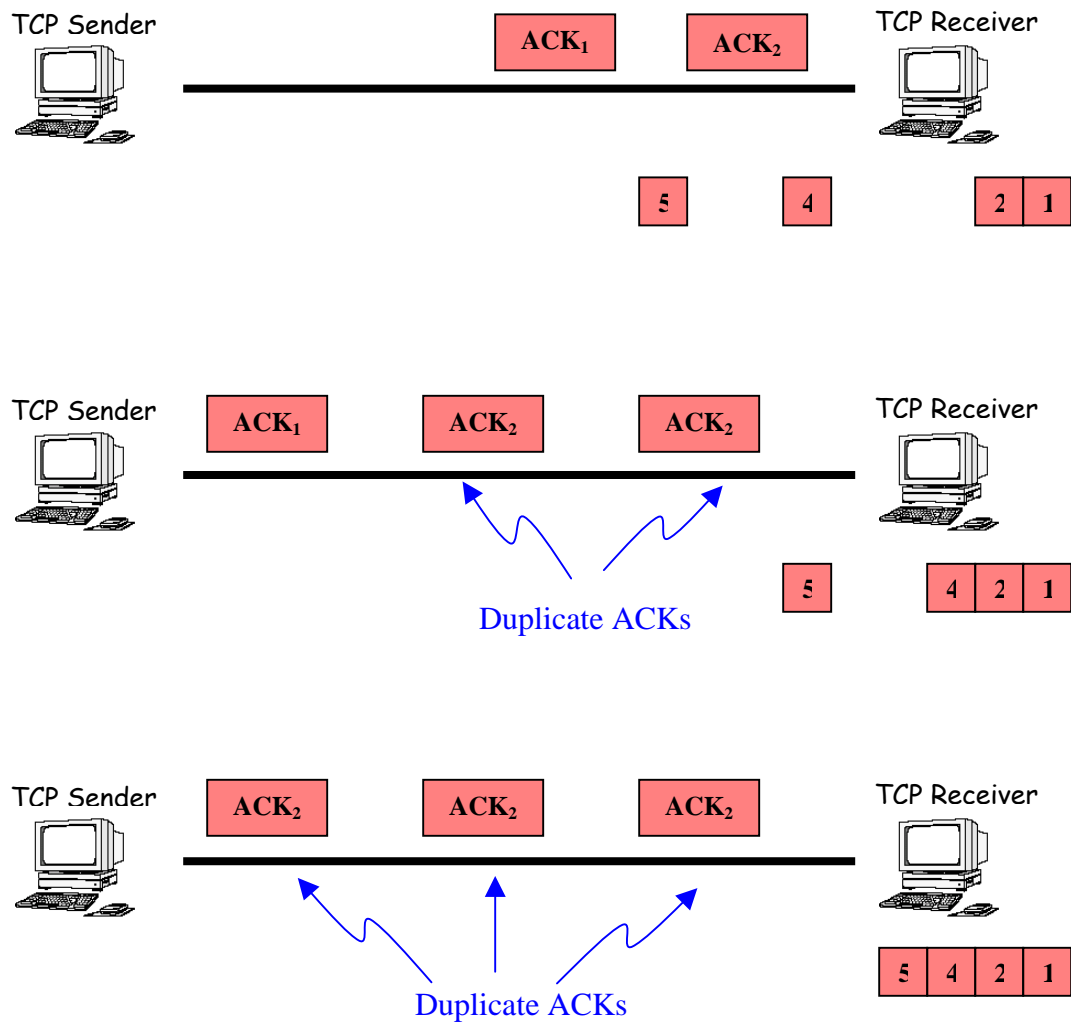 TCP Sender
TCP Receiver
ACK₁ ACK₂
5 4 2 1
TCP Sender
TCP Receiver
ACK₁ ACK₂ ACK₂
5 4 2 1
Duplicate ACKs
TCP Sender
TCP Receiver
ACK₂ ACK₂ ACK₂
5 4 2 1
Duplicate ACKs